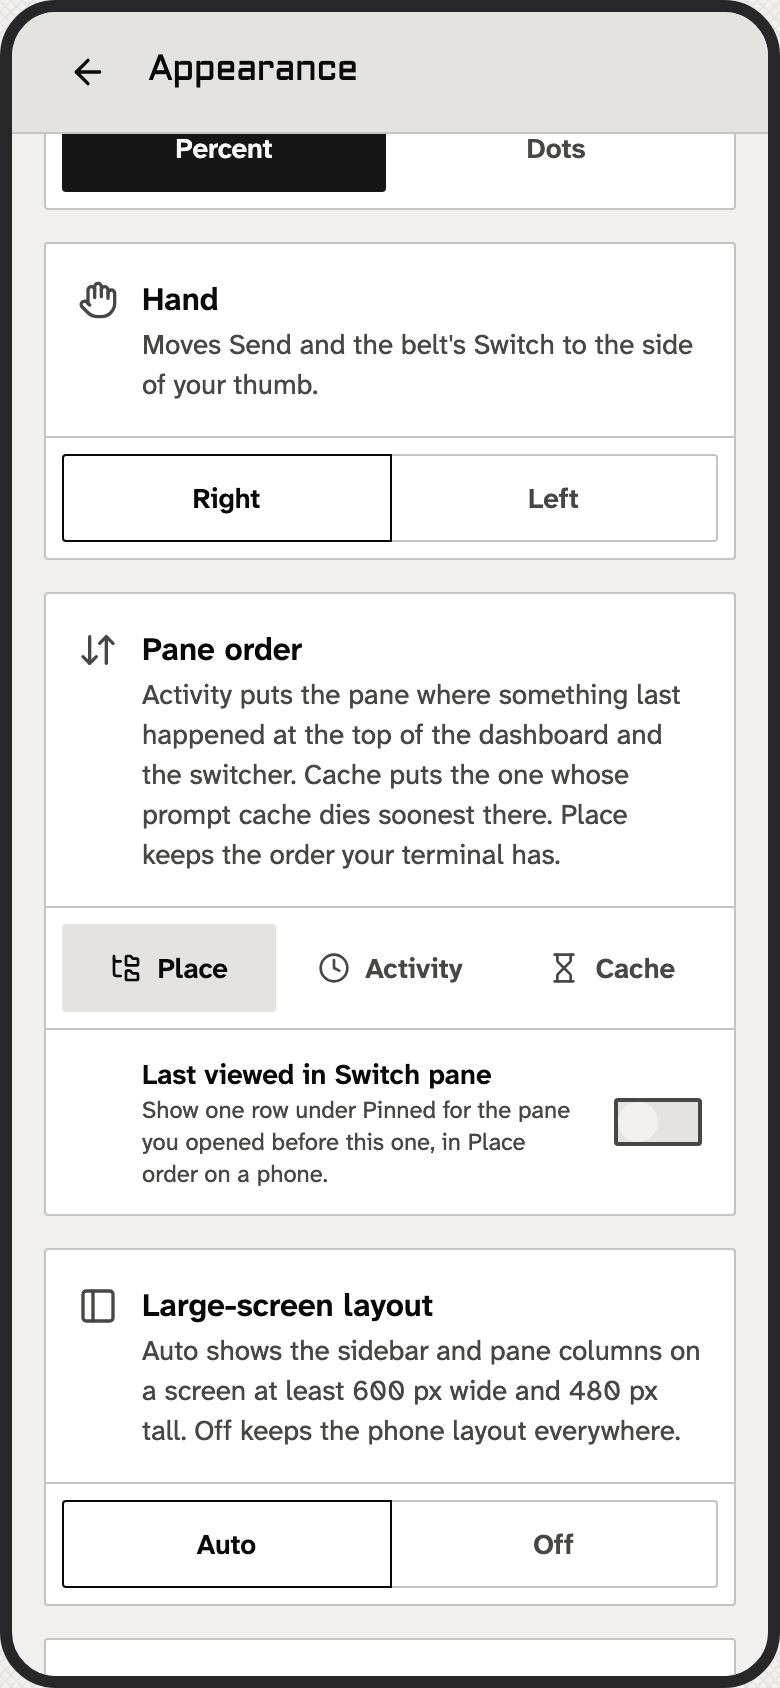 Appearance
Percent
Dots
Hand
Moves Send and the belt's Switch to the side
of your thumb.
Right
Left
Pane order
Activity puts the pane where something last
happened at the top of the dashboard and
the switcher. Cache puts the one whose
prompt cache dies soonest there. Place
keeps the order your terminal has.
Place
Activity
Cache
Last viewed in Switch pane
Show one row under Pinned for the pane
you opened before this one, in Place
order on a phone.
Large-screen layout
Auto shows the sidebar and pane columns on
a screen at least 600 px wide and 480 px
tall. Off keeps the phone layout everywhere.
Auto
Off